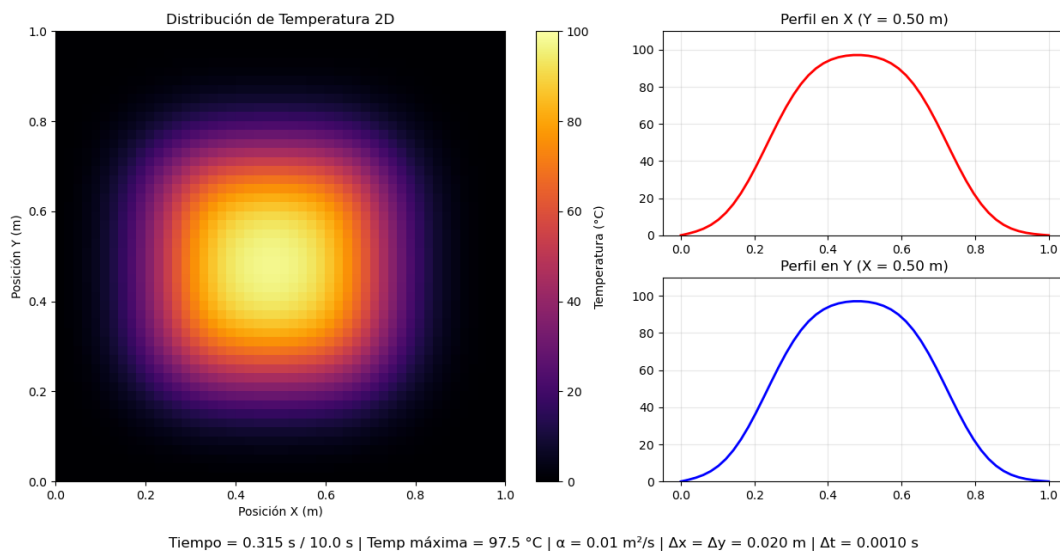 Distribución de Temperatura 2D
1.0
0.8
0.6
0.4
0.2
0.0
0.0 0.2 0.4 0.6 0.8 1.0
Posición Y (m)
Posición X (m)
100
80
60
40
20
0
Temperatura (°C)
Perfil en X (Y = 0.50 m)
100
80
60
40
20
0
0.0 0.2 0.4 0.6 0.8 1.0
Perfil en Y (X = 0.50 m)
100
80
60
40
20
0
0.0 0.2 0.4 0.6 0.8 1.0
Tiempo = 0.315 s / 10.0 s | Temp máxima = 97.5 °C | α = 0.01 m²/s | Δx = Δy = 0.020 m | Δt = 0.0010 s